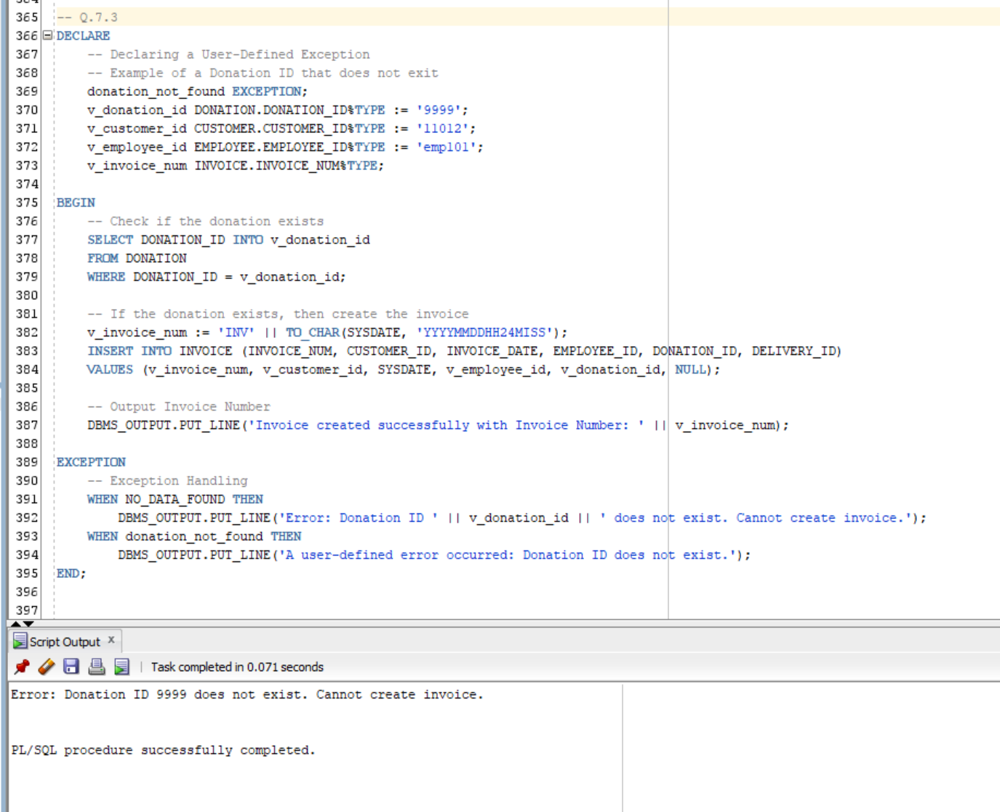 365 -- Q.7.3
366 DECLARE
367 -- Declaring a User-Defined Exception
368 -- Example of a Donation ID that does not exit
369 donation_not_found EXCEPTION;
370 v_donation_id DONATION.DONATION_ID%TYPE := '9999';
371 v_customer_id CUSTOMER.CUSTOMER_ID%TYPE := '11012';
372 v_employee_id EMPLOYEE.EMPLOYEE_ID%TYPE := 'emp101';
373 v_invoice_num INVOICE.INVOICE_NUM%TYPE;
374
375 BEGIN
376 -- Check if the donation exists
377 SELECT DONATION_ID INTO v_donation_id
378 FROM DONATION
379 WHERE DONATION_ID = v_donation_id;
380
381 -- If the donation exists, then create the invoice
382 v_invoice_num := 'INV' || TO_CHAR(SYSDATE, 'YYYYMMDDHH24MISS');
383 INSERT INTO INVOICE (INVOICE_NUM, CUSTOMER_ID, INVOICE_DATE, EMPLOYEE_ID, DONATION_ID, DELIVERY_ID)
384 VALUES (v_invoice_num, v_customer_id, SYSDATE, v_employee_id, v_donation_id, NULL);
385
386 -- Output Invoice Number
387 DBMS_OUTPUT.PUT_LINE('Invoice created successfully with Invoice Number: ' || v_invoice_num);
388
389 EXCEPTION
390 -- Exception Handling
391 WHEN NO_DATA_FOUND THEN
392 DBMS_OUTPUT.PUT_LINE('Error: Donation ID ' || v_donation_id || ' does not exist. Cannot create invoice.');
393 WHEN donation_not_found THEN
394 DBMS_OUTPUT.PUT_LINE('A user-defined error occurred: Donation ID does not exist.');
395 END;
396
397
Script Output x
Task completed in 0.071 seconds
Error: Donation ID 9999 does not exist. Cannot create invoice.
PL/SQL procedure successfully completed.